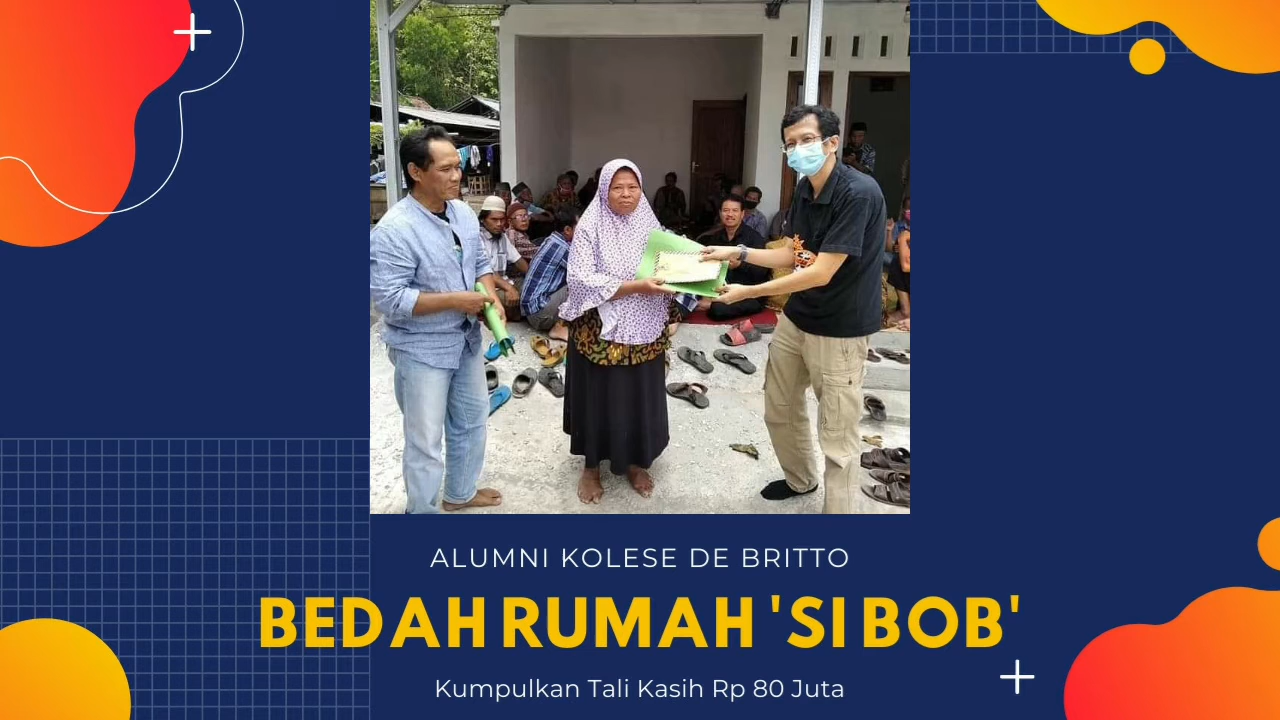 ALUMNI KOLESE DE BRITTO
BEDAH RUMAH 'SI BOB'
Kumpulkan Tali Kasih Rp 80 Juta